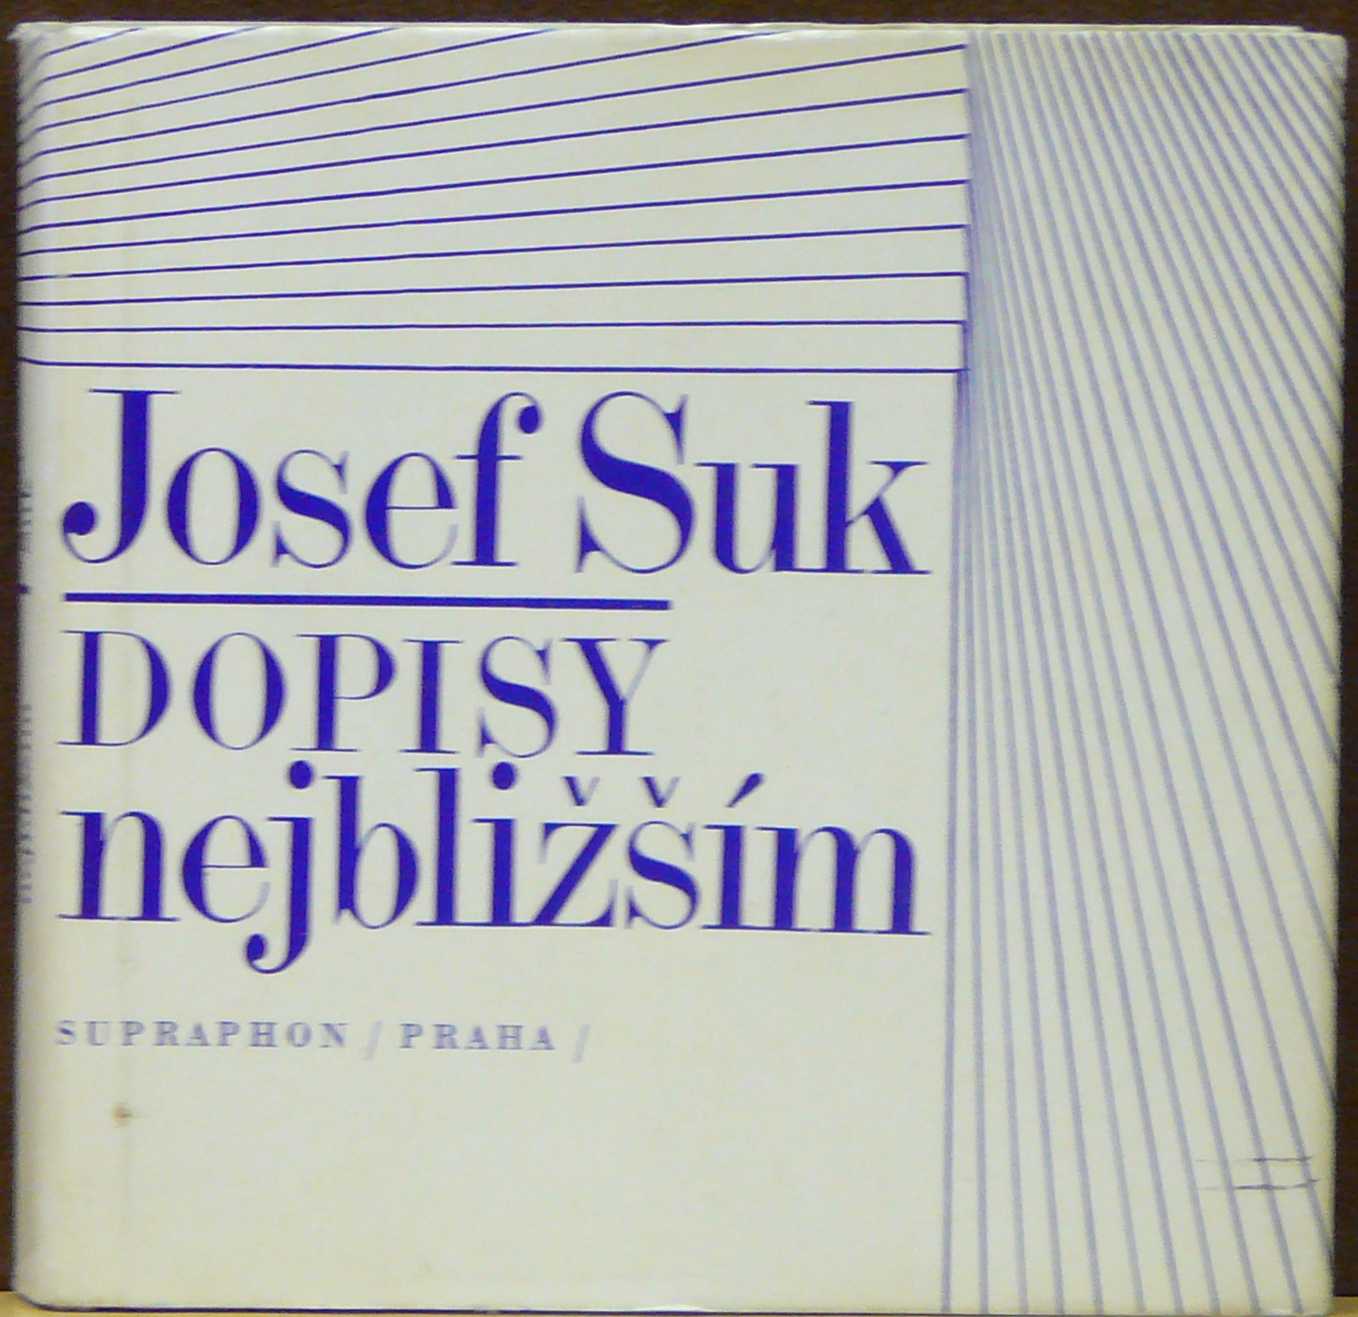 Josef Suk
DOPISY
nejbližším
SUPRAPHON / PRAHA /